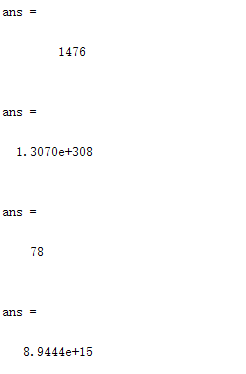 ans =
1476
ans =
1.3070e+308
ans =
78
ans =
8.9444e+15